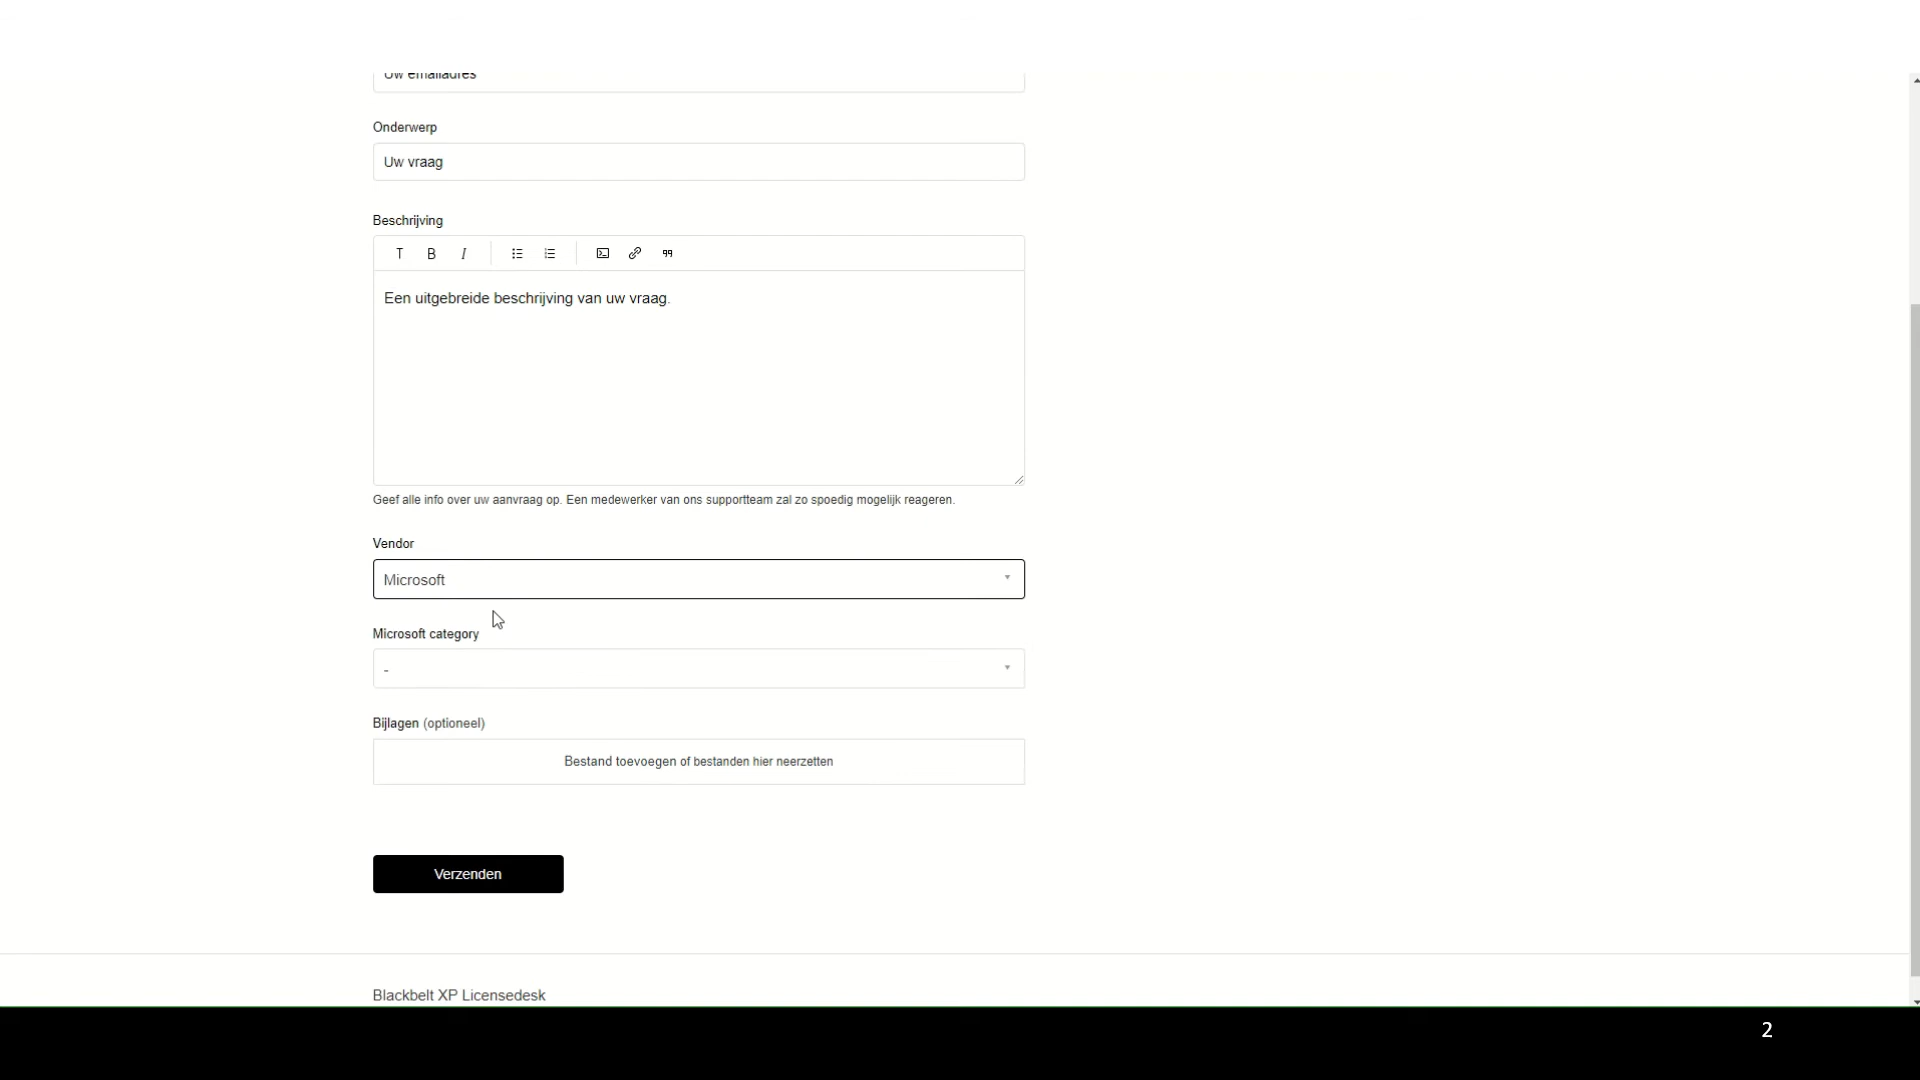 Uw emailadres
Onderwerp
Uw vraag
Beschrijving
T B I
Een uitgebreide beschrijving van uw vraag.
Geef alle info over uw aanvraag op. Een medewerker van ons supportteam zal zo spoedig mogelijk reageren.
Vendor
Microsoft
Microsoft category
-
Bijlagen (optioneel)
Bestand toevoegen of bestanden hier neerzetten
Verzenden
Blackbelt XP Licensedesk
2